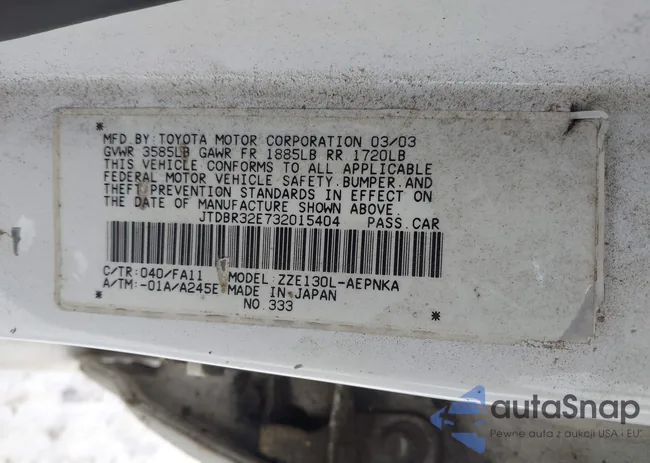 MFD BY: TOYOTA MOTOR CORPORATION 03/03
GVWR 3585LB GAWR FR 1885LB RR 1720LB
THIS VEHICLE CONFORMS TO ALL APPLICABLE
FEDERAL MOTOR VEHICLE SAFETY, BUMPER, AND
THEFT PREVENTION STANDARDS IN EFFECT ON
THE DATE OF MANUFACTURE SHOWN ABOVE.
JTDBR32E732015404 PASS. CAR
C/TR: 040/FA11 MODEL: ZZE130L-AEPNKA
A/TM: -01A/A245E MADE IN JAPAN
NO. 333
autoSnap
Pewne auta z aukcji USA i EU